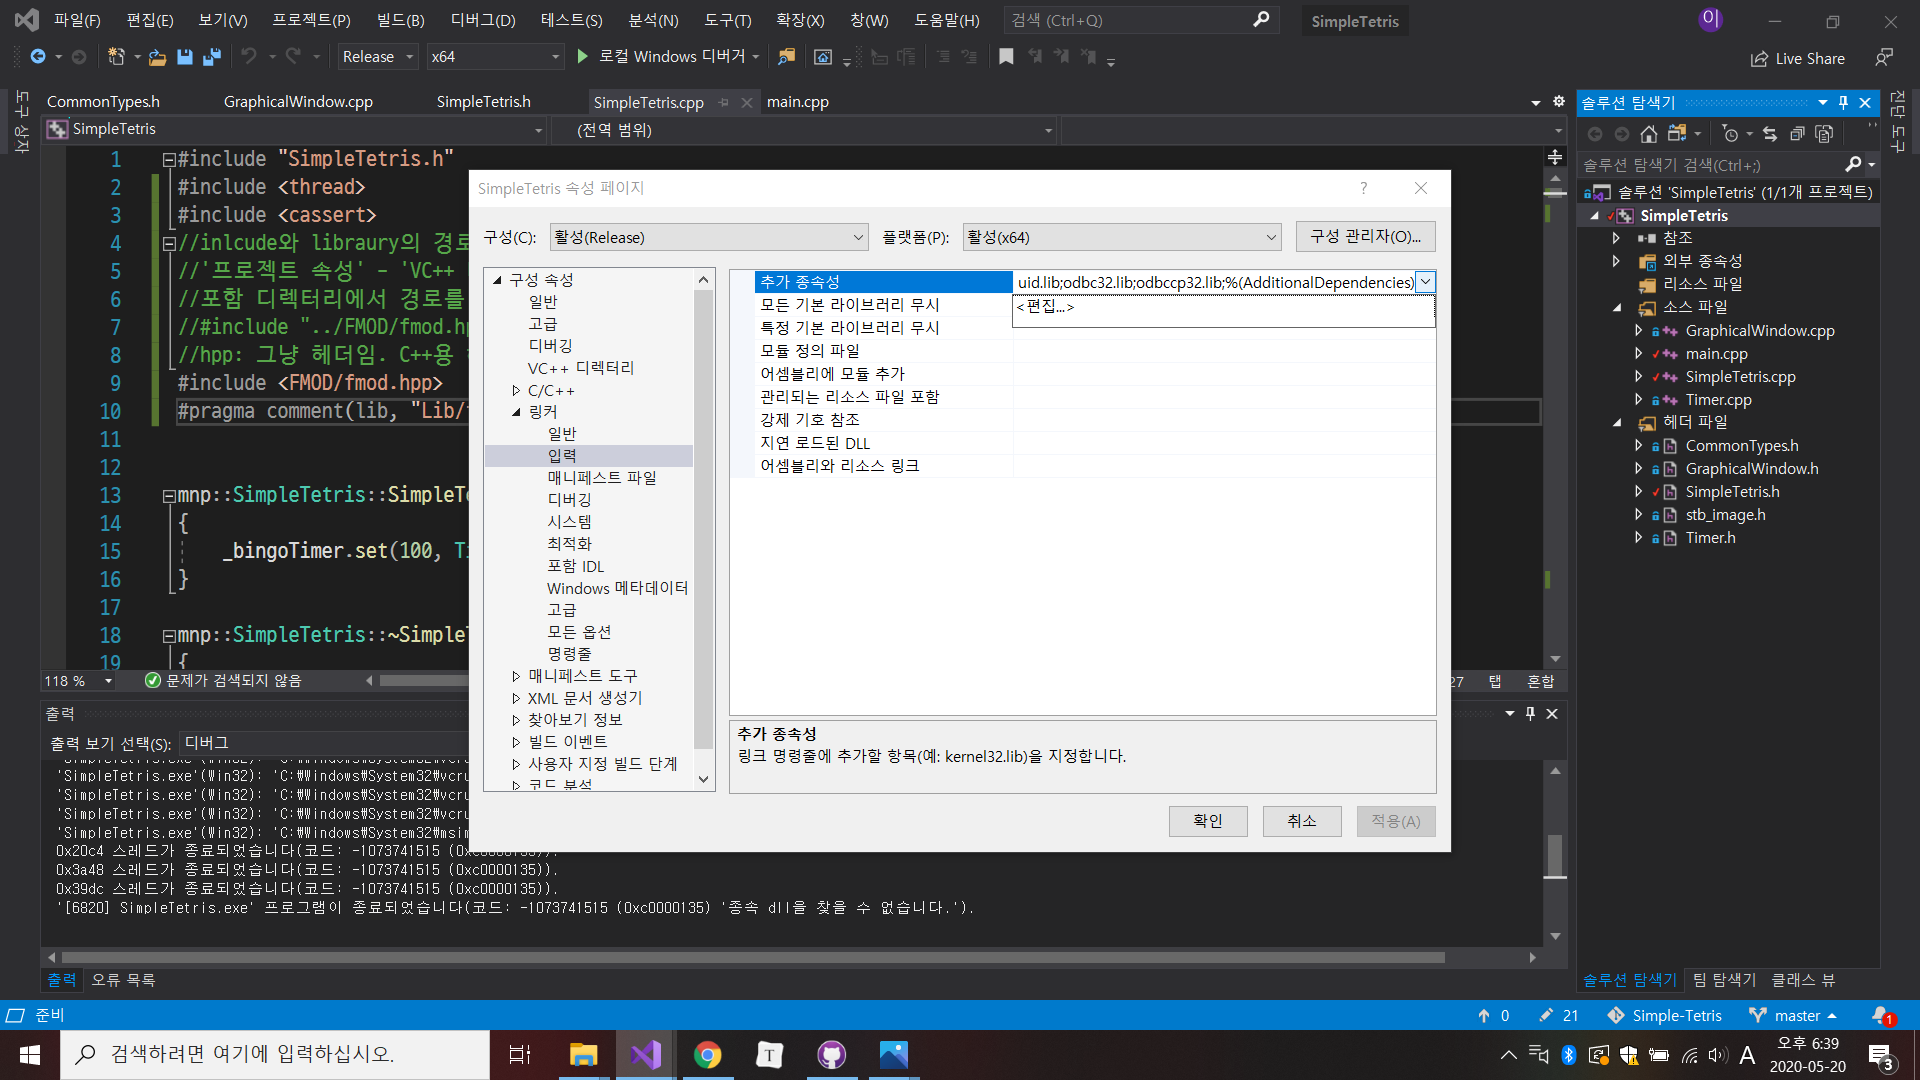 파일(F) 편집(E) 보기(V) 프로젝트(P) 빌드(B) 디버그(D) 테스트(S) 분석(N) 도구(T) 확장(X) 창(W) 도움말(H) 검색 (Ctrl+Q) SimpleTetris 이
Release x64 로컬 Windows 디버거 Live Share
도구 상자
CommonTypes.h GraphicalWindow.cpp SimpleTetris.h SimpleTetris.cpp main.cpp
SimpleTetris (전역 범위)
1 #include "SimpleTetris.h"
2 #include <thread>
3 #include <cassert>
4 //inlcude와 libraury의 경로
5 //'프로젝트 속성' - 'VC++
6 //포함 디렉터리에서 경로를
7 //#include "../FMOD/fmod.hp
8 //hpp: 그냥 헤더임. C++용
9 #include <FMOD/fmod.hpp>
10 #pragma comment(lib, "Lib/
11
12
13 mnp::SimpleTetris::SimpleTe
14 {
15 _bingoTimer.set(100, Ti
16 }
17
18 mnp::SimpleTetris::~SimpleT
19 {
118 % 문제가 검색되지 않음 27 탭 혼합
SimpleTetris 속성 페이지 ?
구성(C): 활성(Release) 플랫폼(P): 활성(x64) 구성 관리자(O)...
구성 속성
일반
고급
디버깅
VC++ 디렉터리
C/C++
링커
일반
입력
매니페스트 파일
디버깅
시스템
최적화
포함 IDL
Windows 메타데이터
고급
모든 옵션
명령줄
매니페스트 도구
XML 문서 생성기
찾아보기 정보
빌드 이벤트
사용자 지정 빌드 단계
코드 분석
추가 종속성 uid.lib;odbc32.lib;odbccp32.lib;%(AdditionalDependencies)
모든 기본 라이브러리 무시 <편집...>
특정 기본 라이브러리 무시
모듈 정의 파일
어셈블리에 모듈 추가
관리되는 리소스 파일 포함
강제 기호 참조
지연 로드된 DLL
어셈블리와 리소스 링크
추가 종속성
링크 명령줄에 추가할 항목(예: kernel32.lib)을 지정합니다.
확인 취소 적용(A)
출력
출력 보기 선택(S): 디버그
'SimpleTetris.exe'(Win32): 'C:\Windows\System32\vcru
'SimpleTetris.exe'(Win32): 'C:\Windows\System32\vcru
'SimpleTetris.exe'(Win32): 'C:\Windows\System32\vcru
'SimpleTetris.exe'(Win32): 'C:\Windows\System32\msim
0x20c4 스레드가 종료되었습니다(코드: -1073741515 (0xc0000135)).
0x3a48 스레드가 종료되었습니다(코드: -1073741515 (0xc0000135)).
0x39dc 스레드가 종료되었습니다(코드: -1073741515 (0xc0000135)).
'[6820] SimpleTetris.exe' 프로그램이 종료되었습니다(코드: -1073741515 (0xc0000135) '종속 dll을 찾을 수 없습니다.').
출력 오류 목록
솔루션 탐색기
솔루션 탐색기 검색(Ctrl+;)
솔루션 'SimpleTetris' (1/1개 프로젝트)
SimpleTetris
참조
외부 종속성
리소스 파일
소스 파일
GraphicalWindow.cpp
main.cpp
SimpleTetris.cpp
Timer.cpp
헤더 파일
CommonTypes.h
GraphicalWindow.h
SimpleTetris.h
stb_image.h
Timer.h
솔루션 탐색기 팀 탐색기 클래스 뷰
진단 도구
준비 0 21 Simple-Tetris master 1
검색하려면 여기에 입력하십시오. T A 오후 6:39
2020-05-20 3